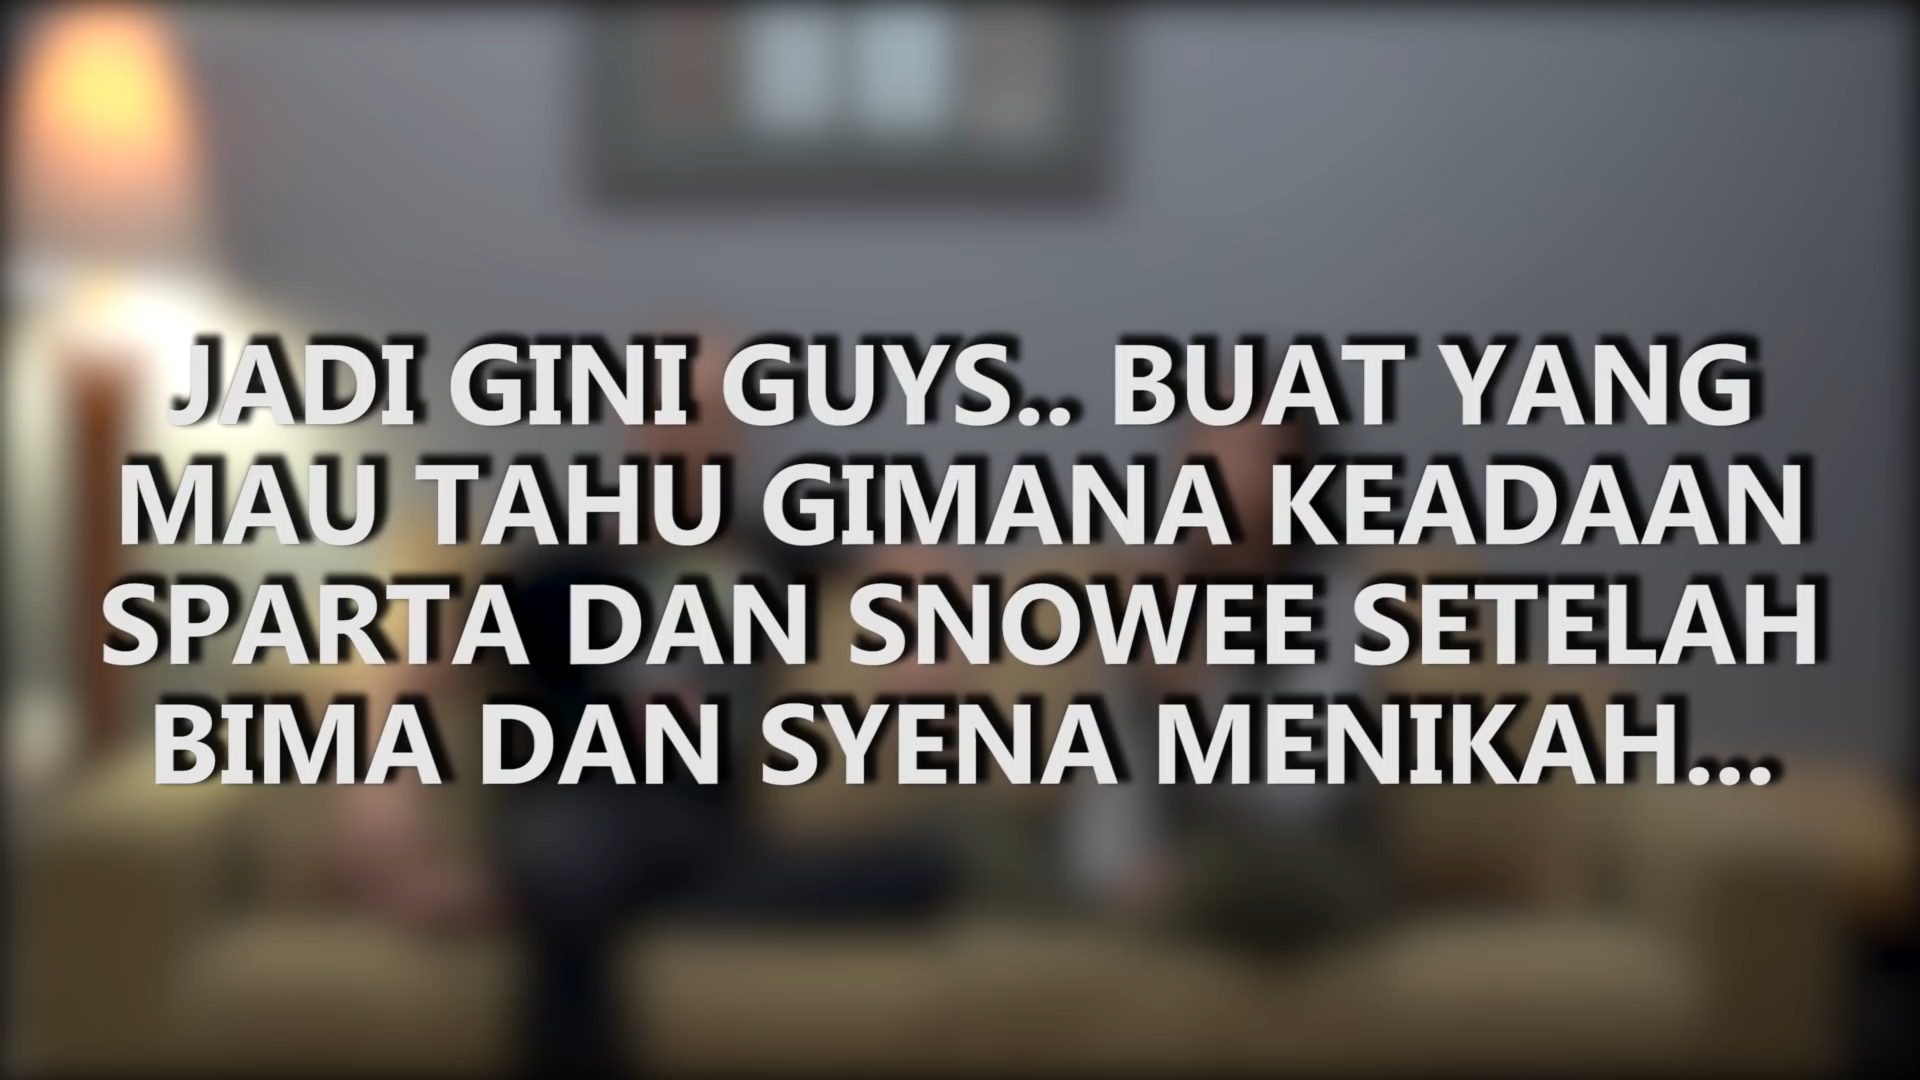 JADI GINI GUYS.. BUAT YANG
MAU TAHU GIMANA KEADAAN
SPARTA DAN SNOWEE SETELAH
BIMA DAN SYENA MENIKAH...